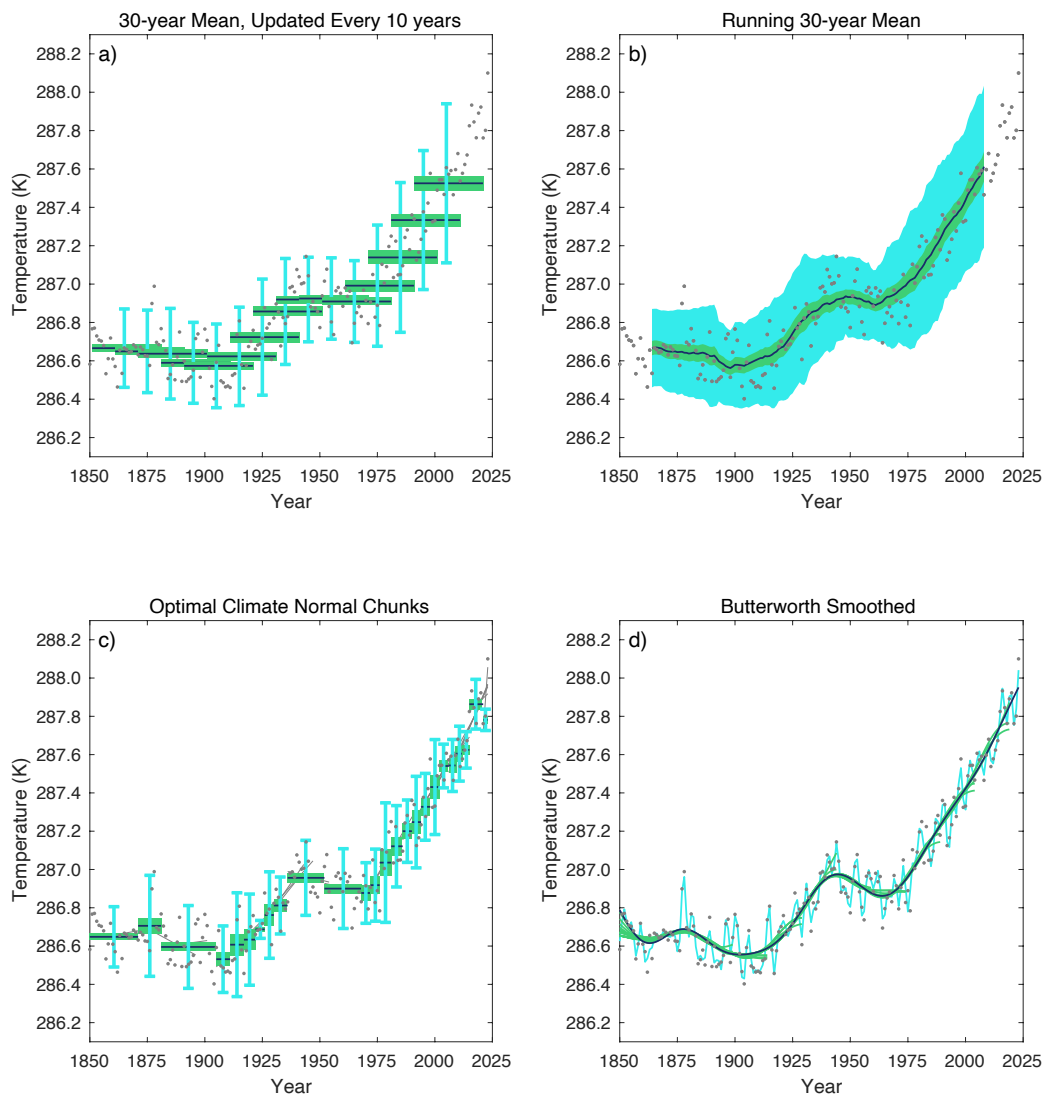 30-year Mean, Updated Every 10 years
a)
288.2
288.0
287.8
287.6
287.4
287.2
287.0
286.8
286.6
286.4
286.2
Temperature (K)
1850 1875 1900 1925 1950 1975 2000 2025
Year
Running 30-year Mean
b)
288.2
288.0
287.8
287.6
287.4
287.2
287.0
286.8
286.6
286.4
286.2
Temperature (K)
1850 1875 1900 1925 1950 1975 2000 2025
Year
Optimal Climate Normal Chunks
c)
288.2
288.0
287.8
287.6
287.4
287.2
287.0
286.8
286.6
286.4
286.2
Temperature (K)
1850 1875 1900 1925 1950 1975 2000 2025
Year
Butterworth Smoothed
d)
288.2
288.0
287.8
287.6
287.4
287.2
287.0
286.8
286.6
286.4
286.2
Temperature (K)
1850 1875 1900 1925 1950 1975 2000 2025
Year